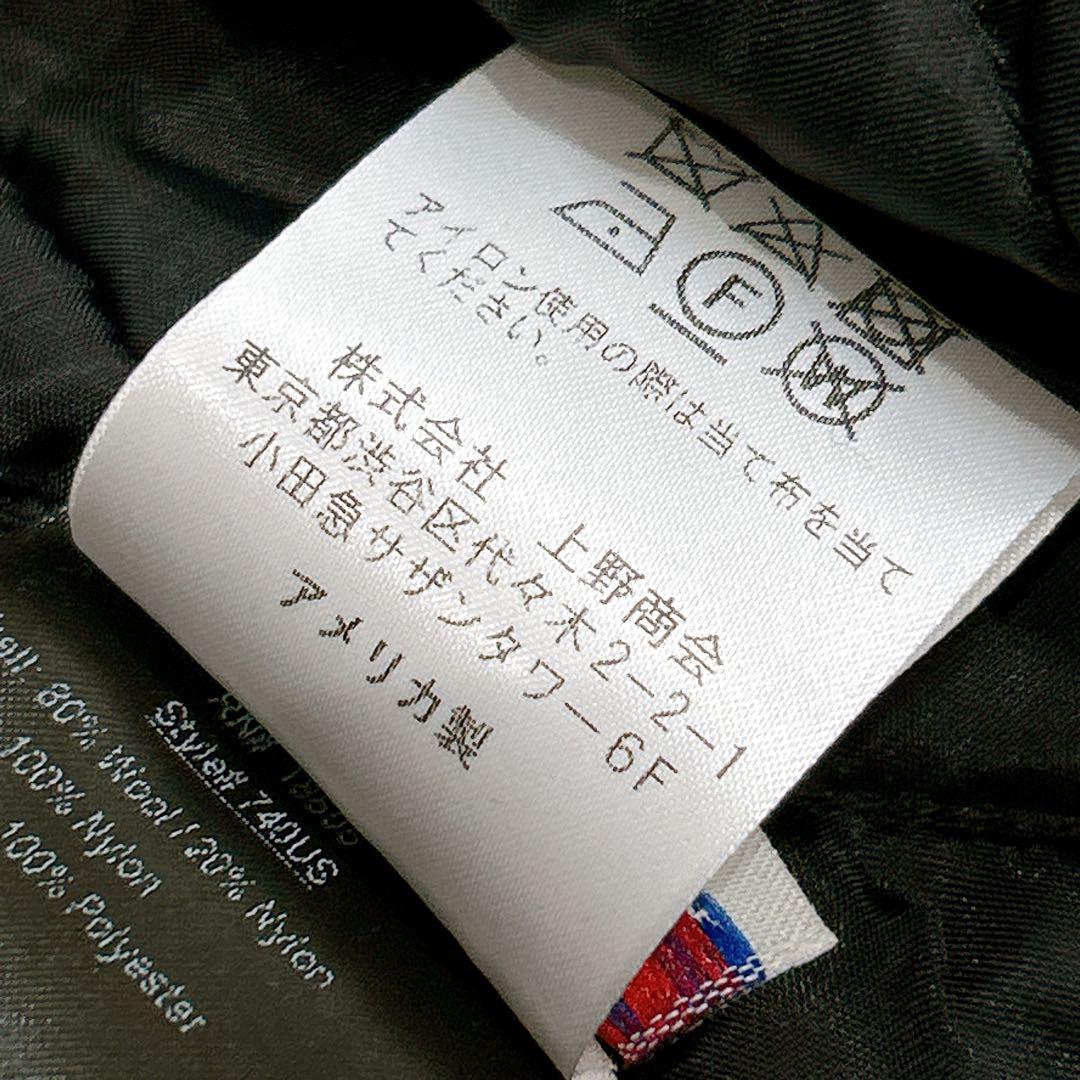 F
W
アイロン使用の際は当て布を当て
てください。
株式会社 上野商会
東京都渋谷区代々木2-2-1
小田急サザンタワー6F
アメリカ製
Style# 740US
80% Wool / 20% Nylon
100% Nylon
100% Polyester